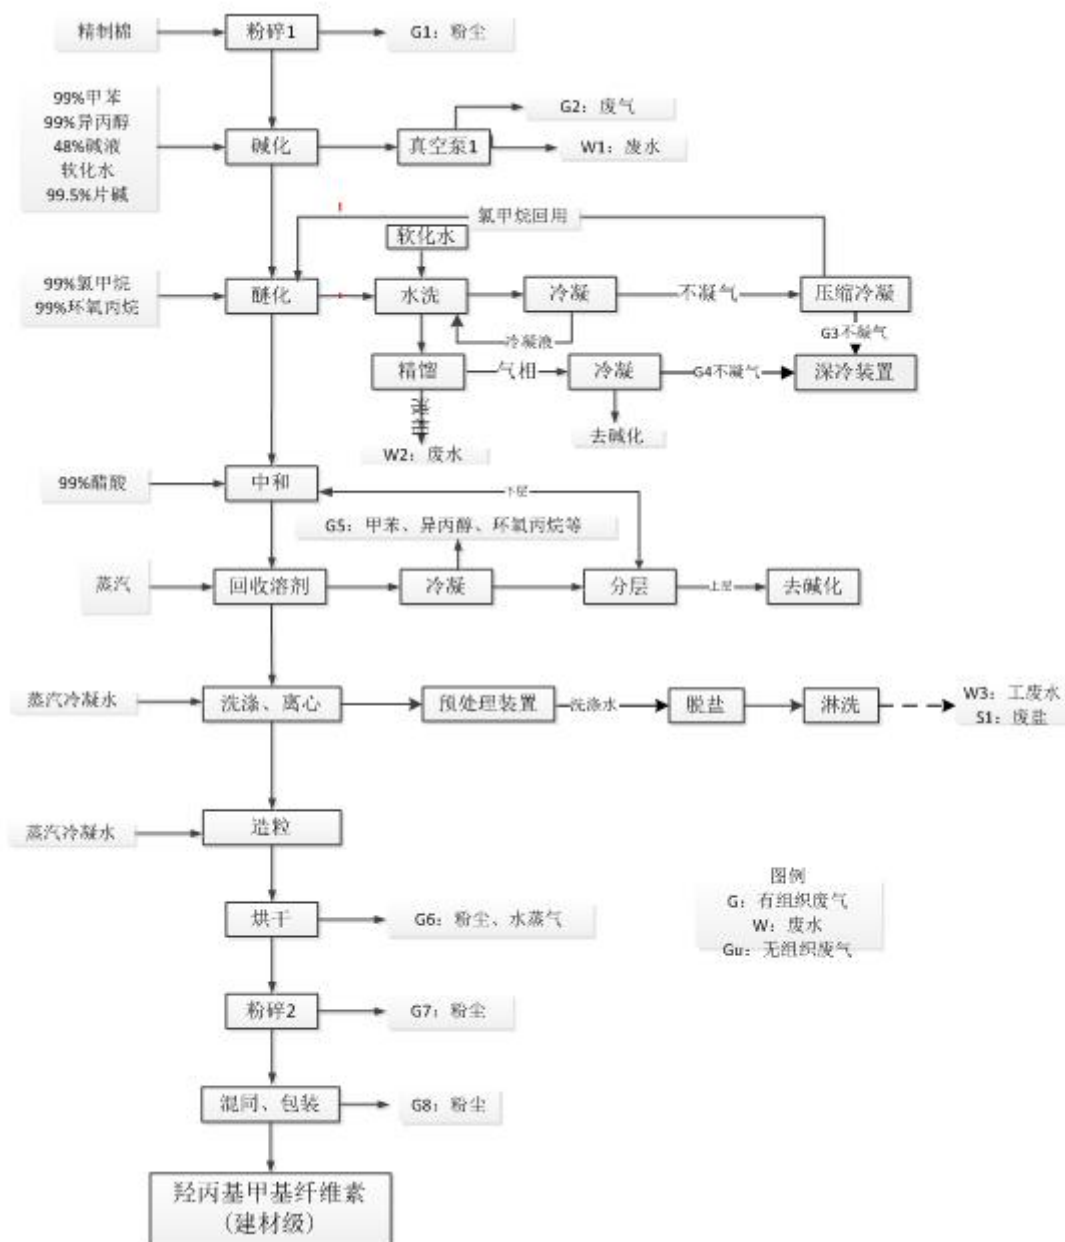 精制棉
粉碎1
G1：粉尘
99%甲苯
99%异丙醇
48%碱液
软化水
99.5%片碱
碱化
真空泵1
G2：废气
W1：废水
氯甲烷回用
软化水
99%氯甲烷
99%环氧丙烷
醚化
水洗
冷凝
不凝气
压缩冷凝
冷凝液
G3不凝气
精馏
气相
冷凝
G4不凝气
深冷装置
W2：废水
去碱化
99%醋酸
中和
下层
G5：甲苯、异丙醇、环氧丙烷等
蒸汽
回收溶剂
冷凝
分层
上层
去碱化
蒸汽冷凝水
洗涤、离心
预处理装置
洗涤水
脱盐
淋洗
W3：工废水
S1：废盐
蒸汽冷凝水
造粒
图例
G：有组织废气
W：废水
Gu：无组织废气
烘干
G6：粉尘、水蒸气
粉碎2
G7：粉尘
混同、包装
G8：粉尘
羟丙基甲基纤维素
（建材级）